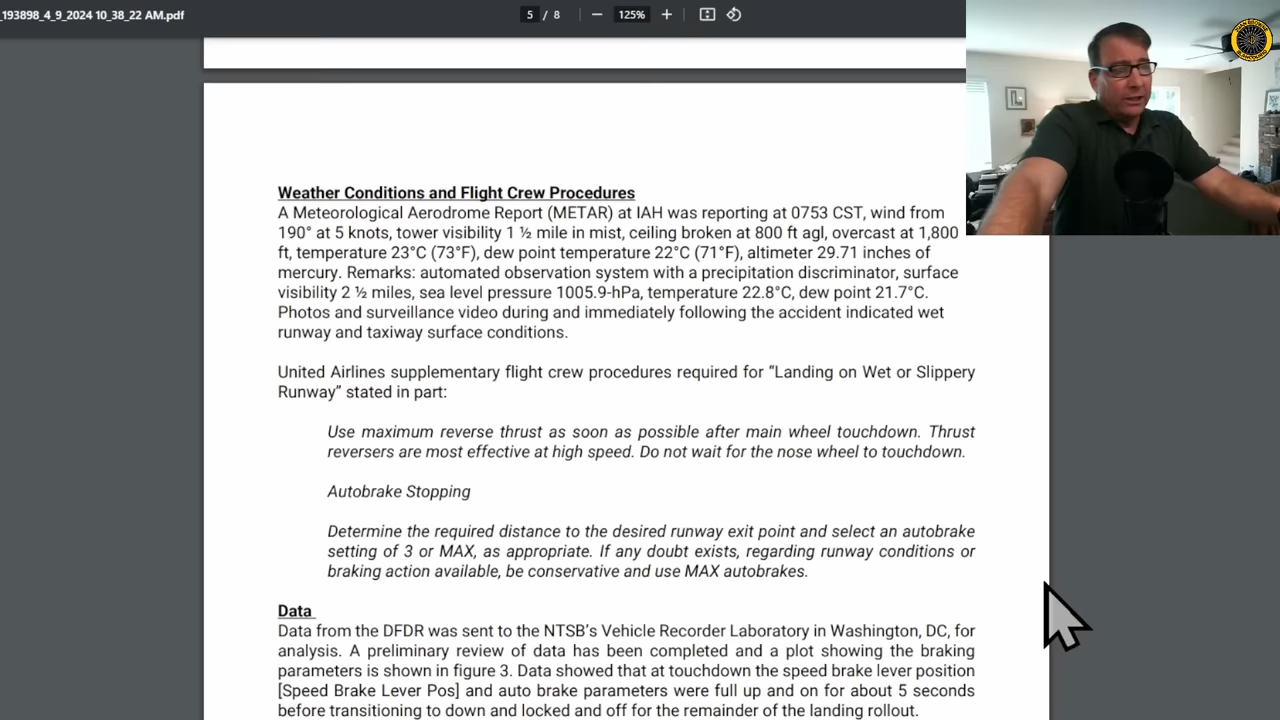 _193898_4_9_2024 10_38_22 AM.pdf
5 / 8
125%
Weather Conditions and Flight Crew Procedures
A Meteorological Aerodrome Report (METAR) at IAH was reporting at 0753 CST, wind from
190° at 5 knots, tower visibility 1 ½ mile in mist, ceiling broken at 800 ft agl, overcast at 1,800
ft, temperature 23°C (73°F), dew point temperature 22°C (71°F), altimeter 29.71 inches of
mercury. Remarks: automated observation system with a precipitation discriminator, surface
visibility 2 ½ miles, sea level pressure 1005.9-hPa, temperature 22.8°C, dew point 21.7°C.
Photos and surveillance video during and immediately following the accident indicated wet
runway and taxiway surface conditions.
United Airlines supplementary flight crew procedures required for “Landing on Wet or Slippery
Runway” stated in part:
Use maximum reverse thrust as soon as possible after main wheel touchdown. Thrust
reversers are most effective at high speed. Do not wait for the nose wheel to touchdown.
Autobrake Stopping
Determine the required distance to the desired runway exit point and select an autobrake
setting of 3 or MAX, as appropriate. If any doubt exists, regarding runway conditions or
braking action available, be conservative and use MAX autobrakes.
Data
Data from the DFDR was sent to the NTSB’s Vehicle Recorder Laboratory in Washington, DC, for
analysis. A preliminary review of data has been completed and a plot showing the braking
parameters is shown in figure 3. Data showed that at touchdown the speed brake lever position
[Speed Brake Lever Pos] and auto brake parameters were full up and on for about 5 seconds
before transitioning to down and locked and off for the remainder of the landing rollout.